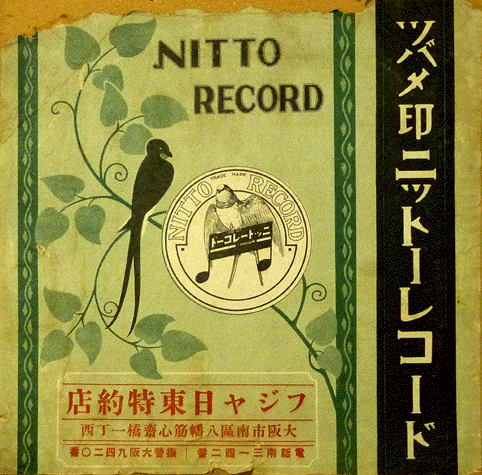 NITTO
RECORD
TRADE MARK
NITTO RECORD
ニットーレコード
ツバメ印ニットーレコード
フジヤ日東特約店
大阪市南區八幡筋心齋橋一丁西
電話南三一四二番 振替大阪九四二〇番